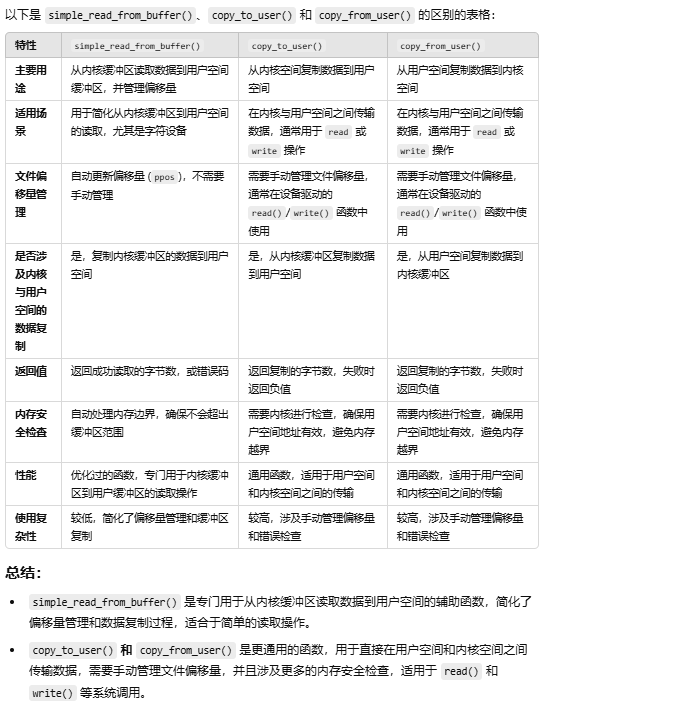 以下是 simple_read_from_buffer()、copy_to_user() 和 copy_from_user() 的区别的表格：
特性 simple_read_from_buffer() copy_to_user() copy_from_user()
主要用 从内核缓冲区读取数据到用户空间 从内核空间复制数据到用户 从用户空间复制数据到内核
途 缓冲区，并管理偏移量 空间 空间
适用场 用于简化从内核缓冲区到用户空间 在内核与用户空间之间传输 在内核与用户空间之间传输
景 的读取，尤其是字符设备 数据，通常用于 read 或 数据，通常用于 read 或
write 操作 write 操作
文件偏 自动更新偏移量 (ppos)，不需要 需要手动管理文件偏移量， 需要手动管理文件偏移量，
移量管 手动管理 通常在设备驱动的 通常在设备驱动的
理 read()/write() 函数中 read()/write() 函数中使
使用 用
是否涉 是，复制内核缓冲区的数据到用户 是，从内核缓冲区复制数据 是，从用户空间复制数据到
及内核 空间 到用户空间 内核缓冲区
与用户
空间的
数据复
制
返回值 返回成功读取的字节数，或错误码 返回复制的字节数，失败时 返回复制的字节数，失败时
返回负值 返回负值
内存安 自动处理内存边界，确保不会超出 需要内核进行检查，确保用 需要内核进行检查，确保用
全检查 缓冲区范围 户空间地址有效，避免内存 户空间地址有效，避免内存
越界 越界
性能 优化过的函数，专门用于内核缓冲 通用函数，适用于用户空间 通用函数，适用于用户空间
区到用户缓冲区的读取操作 和内核空间之间的传输 和内核空间之间的传输
使用复 较低，简化了偏移量管理和缓冲区 较高，涉及手动管理偏移量 较高，涉及手动管理偏移量
杂性 复制 和错误检查 和错误检查
总结：
• simple_read_from_buffer() 是专门用于从内核缓冲区读取数据到用户空间的辅助函数，简化了
偏移量管理和数据复制过程，适合于简单的读取操作。
• copy_to_user() 和 copy_from_user() 是更通用的函数，用于直接在用户空间和内核空间之间
传输数据，需要手动管理文件偏移量，并且涉及更多的内存安全检查，适用于 read() 和
write() 等系统调用。